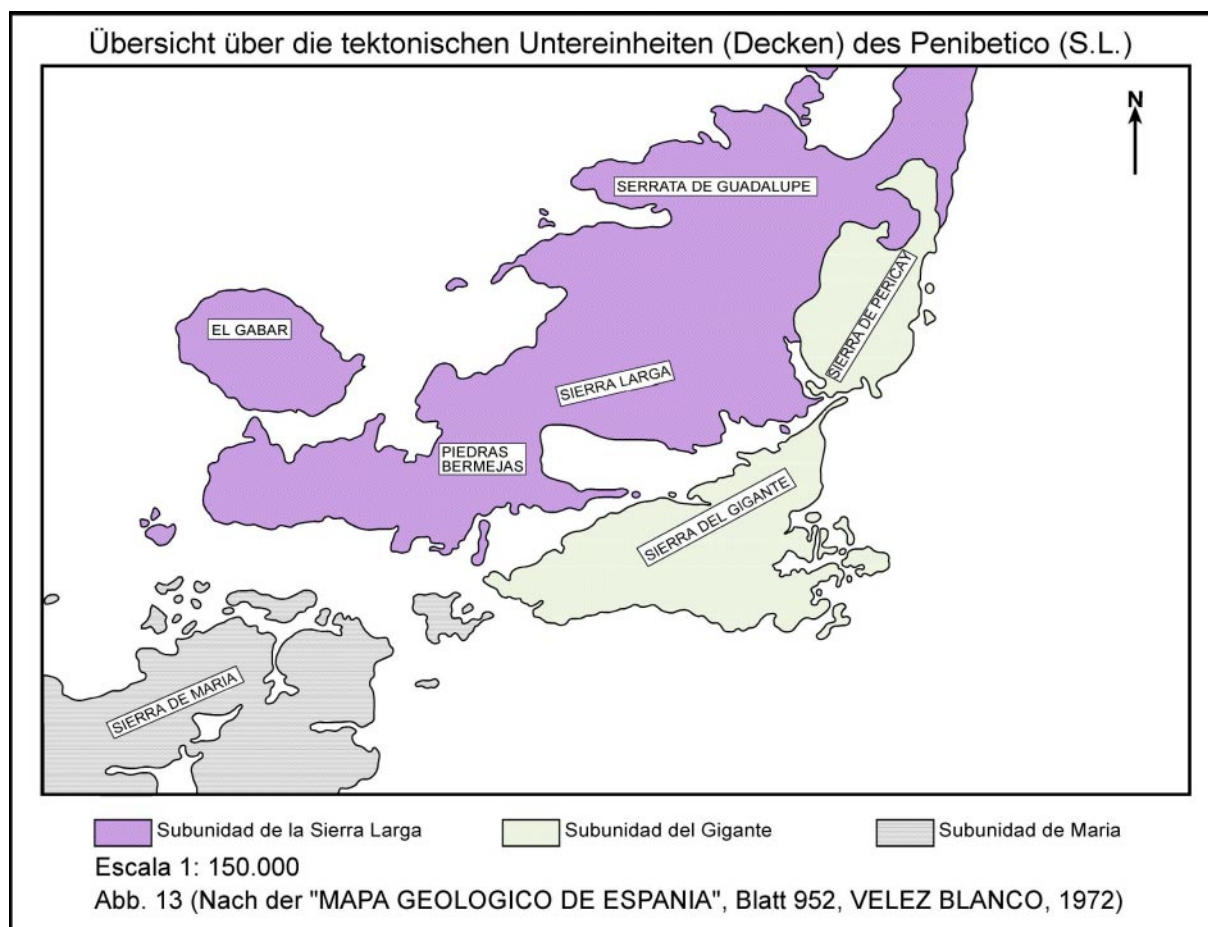 Übersicht über die tektonischen Untereinheiten (Decken) des Penibetico (S.L.)
N
SERRATA DE GUADALUPE
SIERRA DE PERICAY
EL GABAR
SIERRA LARGA
PIEDRAS
BERMEJAS
SIERRA DEL GIGANTE
SIERRA DE MARIA
Subunidad de la Sierra Larga
Subunidad del Gigante
Subunidad de Maria
Escala 1: 150.000
Abb. 13 (Nach der "MAPA GEOLOGICO DE ESPANIA", Blatt 952, VELEZ BLANCO, 1972)